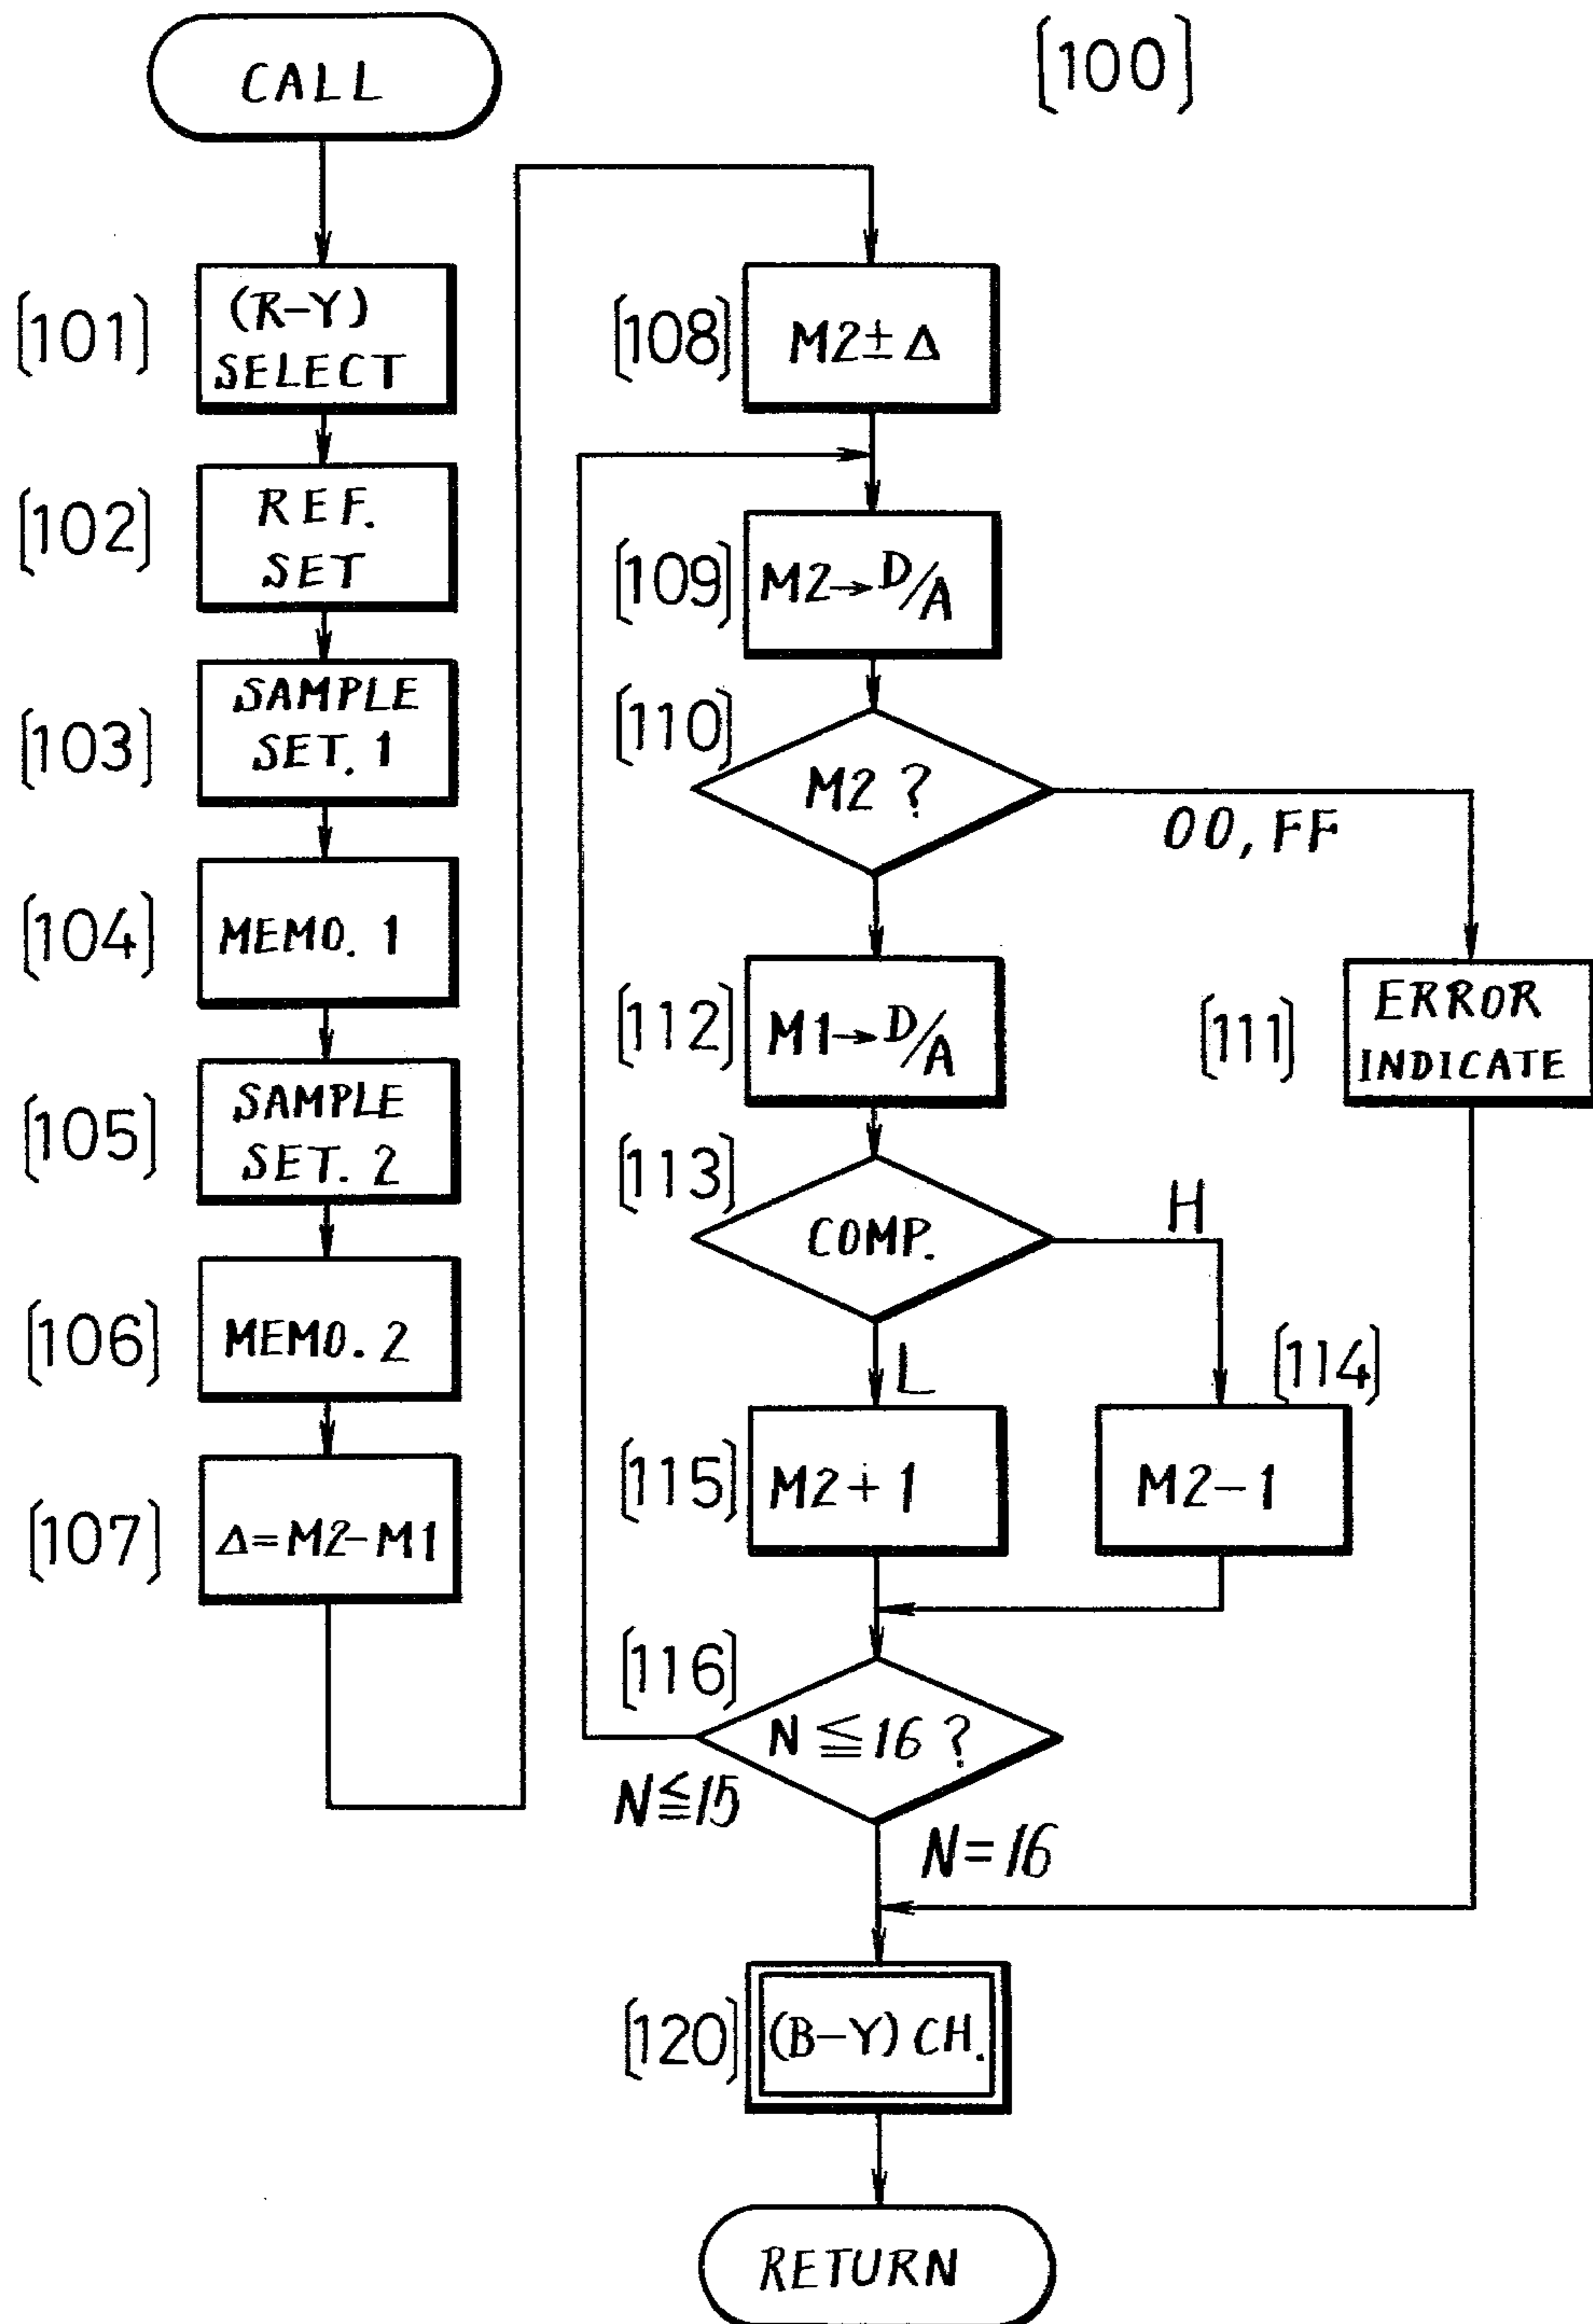 [100]
CALL
[101]
(R-Y)
SELECT
[102]
REF.
SET
[103]
SAMPLE
SET. 1
[104]
MEMO. 1
[105]
SAMPLE
SET. 2
[106]
MEMO. 2
[107]
Δ=M2-M1
[108]
M2±Δ
[109]
M2→D/A
[110]
M2 ?
00, FF
[111]
ERROR
INDICATE
[112]
M1→D/A
[113]
COMP.
H
L
[114]
M2-1
[115]
M2+1
[116]
N≦16 ?
N≦15
N=16
[120]
(B-Y) CH.
RETURN